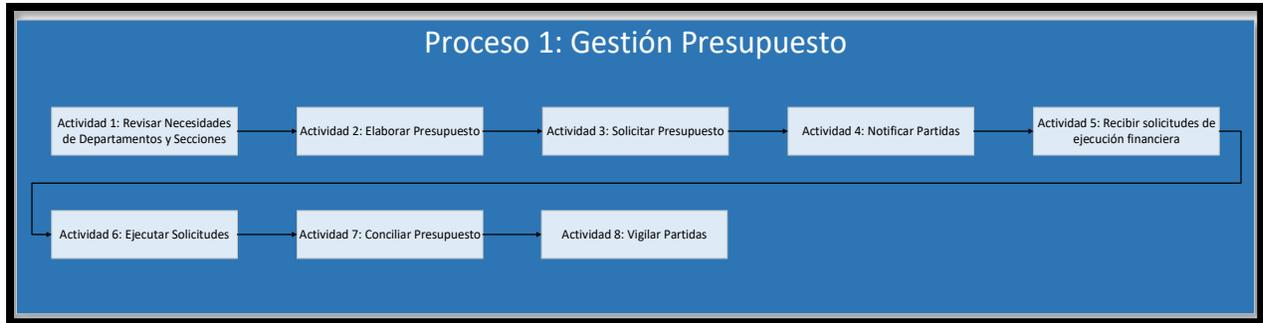 Proceso 1: Gestión Presupuesto
Actividad 1: Revisar Necesidades
de Departamentos y Secciones
Actividad 2: Elaborar Presupuesto
Actividad 3: Solicitar Presupuesto
Actividad 4: Notificar Partidas
Actividad 5: Recibir solicitudes de
ejecución financiera
Actividad 6: Ejecutar Solicitudes
Actividad 7: Conciliar Presupuesto
Actividad 8: Vigilar Partidas